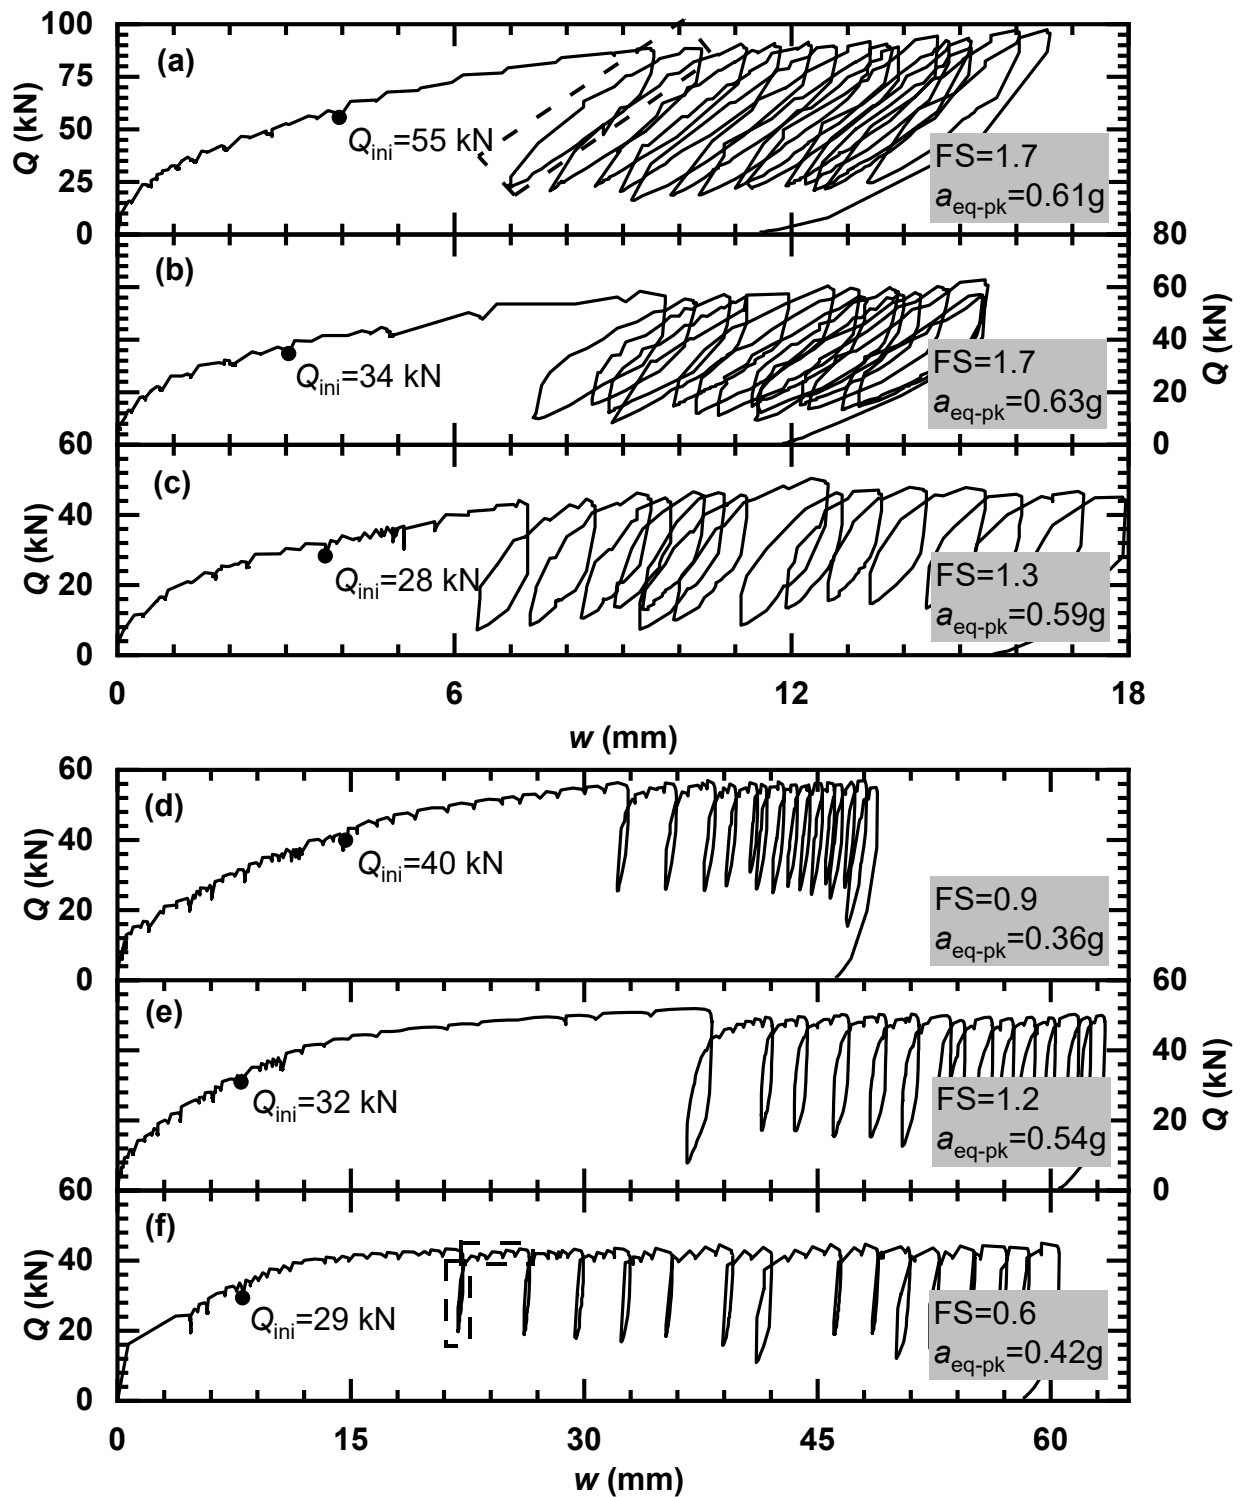 100
75
50
25
0
Q (kN)
(a)
Qini=55 kN
FS=1.7
aeq-pk=0.61g
80
60
40
20
0
Q (kN)
(b)
Qini=34 kN
FS=1.7
aeq-pk=0.63g
60
40
20
0
Q (kN)
(c)
Qini=28 kN
FS=1.3
aeq-pk=0.59g
0 6 12 18
w (mm)
60
40
20
0
Q (kN)
(d)
Qini=40 kN
FS=0.9
aeq-pk=0.36g
60
40
20
0
Q (kN)
(e)
Qini=32 kN
FS=1.2
aeq-pk=0.54g
60
40
20
0
Q (kN)
(f)
Qini=29 kN
FS=0.6
aeq-pk=0.42g
0 15 30 45 60
w (mm)